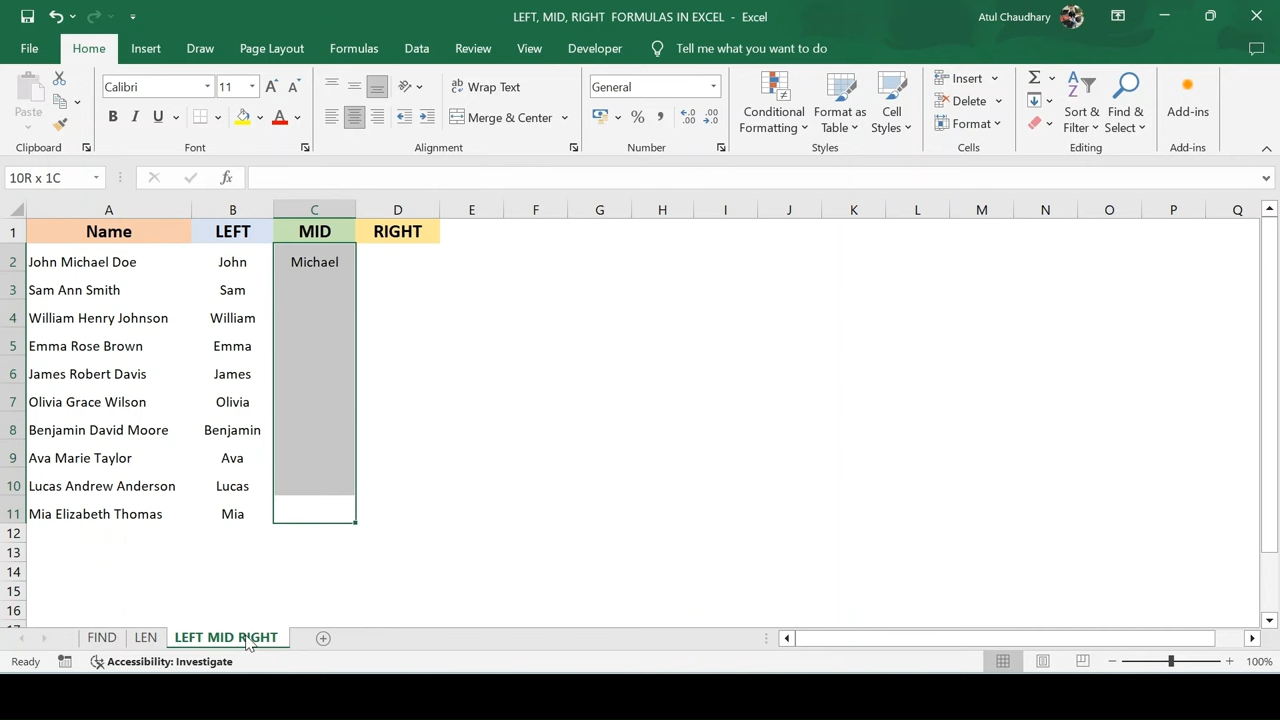 LEFT, MID, RIGHT FORMULAS IN EXCEL - Excel
Atul Chaudhary
File Home Insert Draw Page Layout Formulas Data Review View Developer Tell me what you want to do
Paste
Calibri 11
B I U
A A
ab Wrap Text
Merge & Center
General
% ,
Conditional Formatting
Format as Table
Cell Styles
Insert
Delete
Format
Sort & Filter
Find & Select
Add-ins
Clipboard Font Alignment Number Styles Cells Editing Add-ins
10R x 1C fx
A B C D E F G H I J K L M N O P Q
1 Name LEFT MID RIGHT
2 John Michael Doe John Michael
3 Sam Ann Smith Sam
4 William Henry Johnson William
5 Emma Rose Brown Emma
6 James Robert Davis James
7 Olivia Grace Wilson Olivia
8 Benjamin David Moore Benjamin
9 Ava Marie Taylor Ava
10 Lucas Andrew Anderson Lucas
11 Mia Elizabeth Thomas Mia
12
13
14
15
16
FIND LEN LEFT MID RIGHT
Ready Accessibility: Investigate 100%